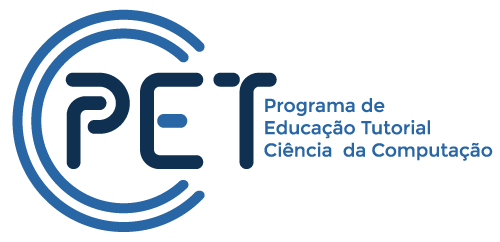 PET
Programa de
Educação Tutorial
Ciência da Computação